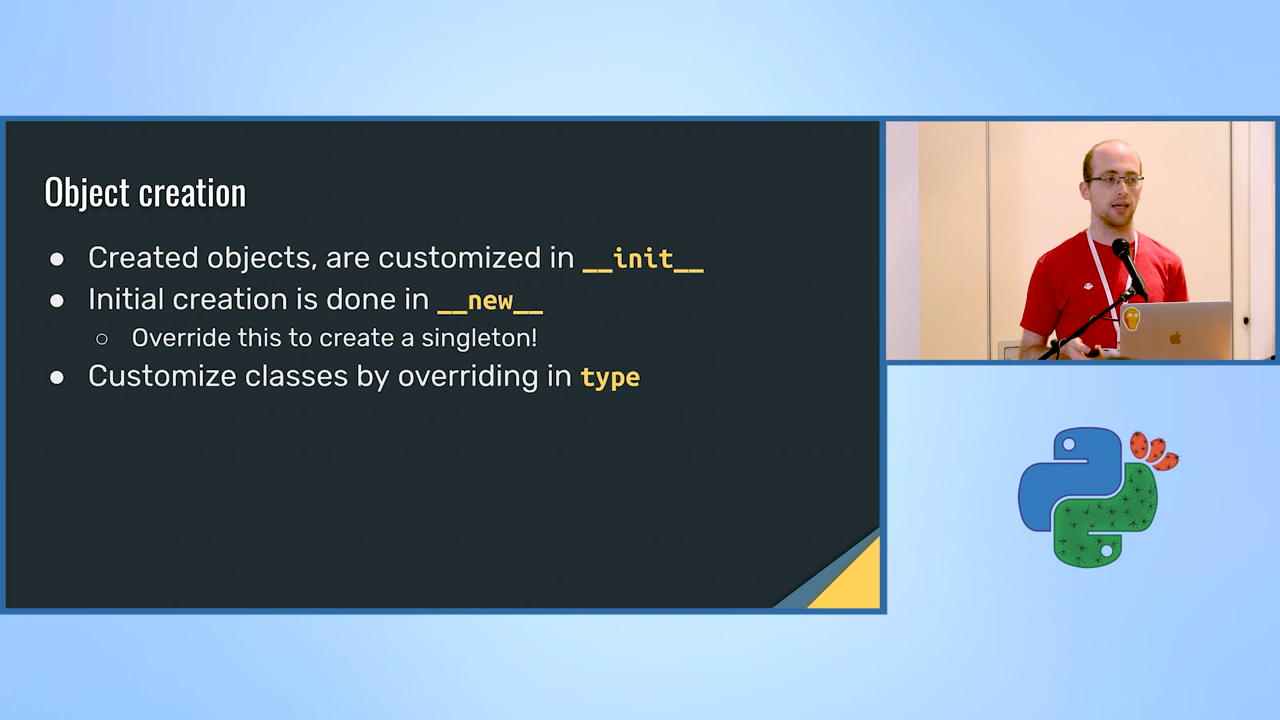 Object creation
● Created objects, are customized in __init__
● Initial creation is done in __new__
○ Override this to create a singleton!
● Customize classes by overriding in type